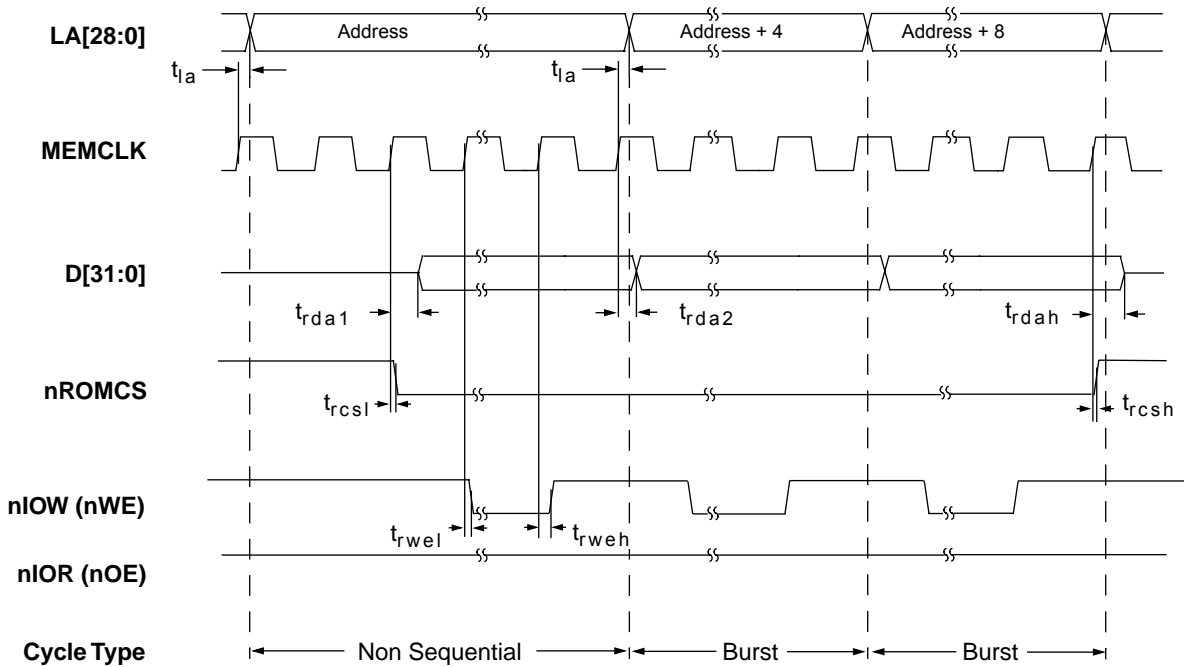 LA[28:0] Address Address + 4 Address + 8
tla tla
MEMCLK
D[31:0]
trda1 trda2 trdah
nROMCS
trcsl trcsh
nIOW (nWE)
trwel trweh
nIOR (nOE)
Cycle Type Non Sequential Burst Burst